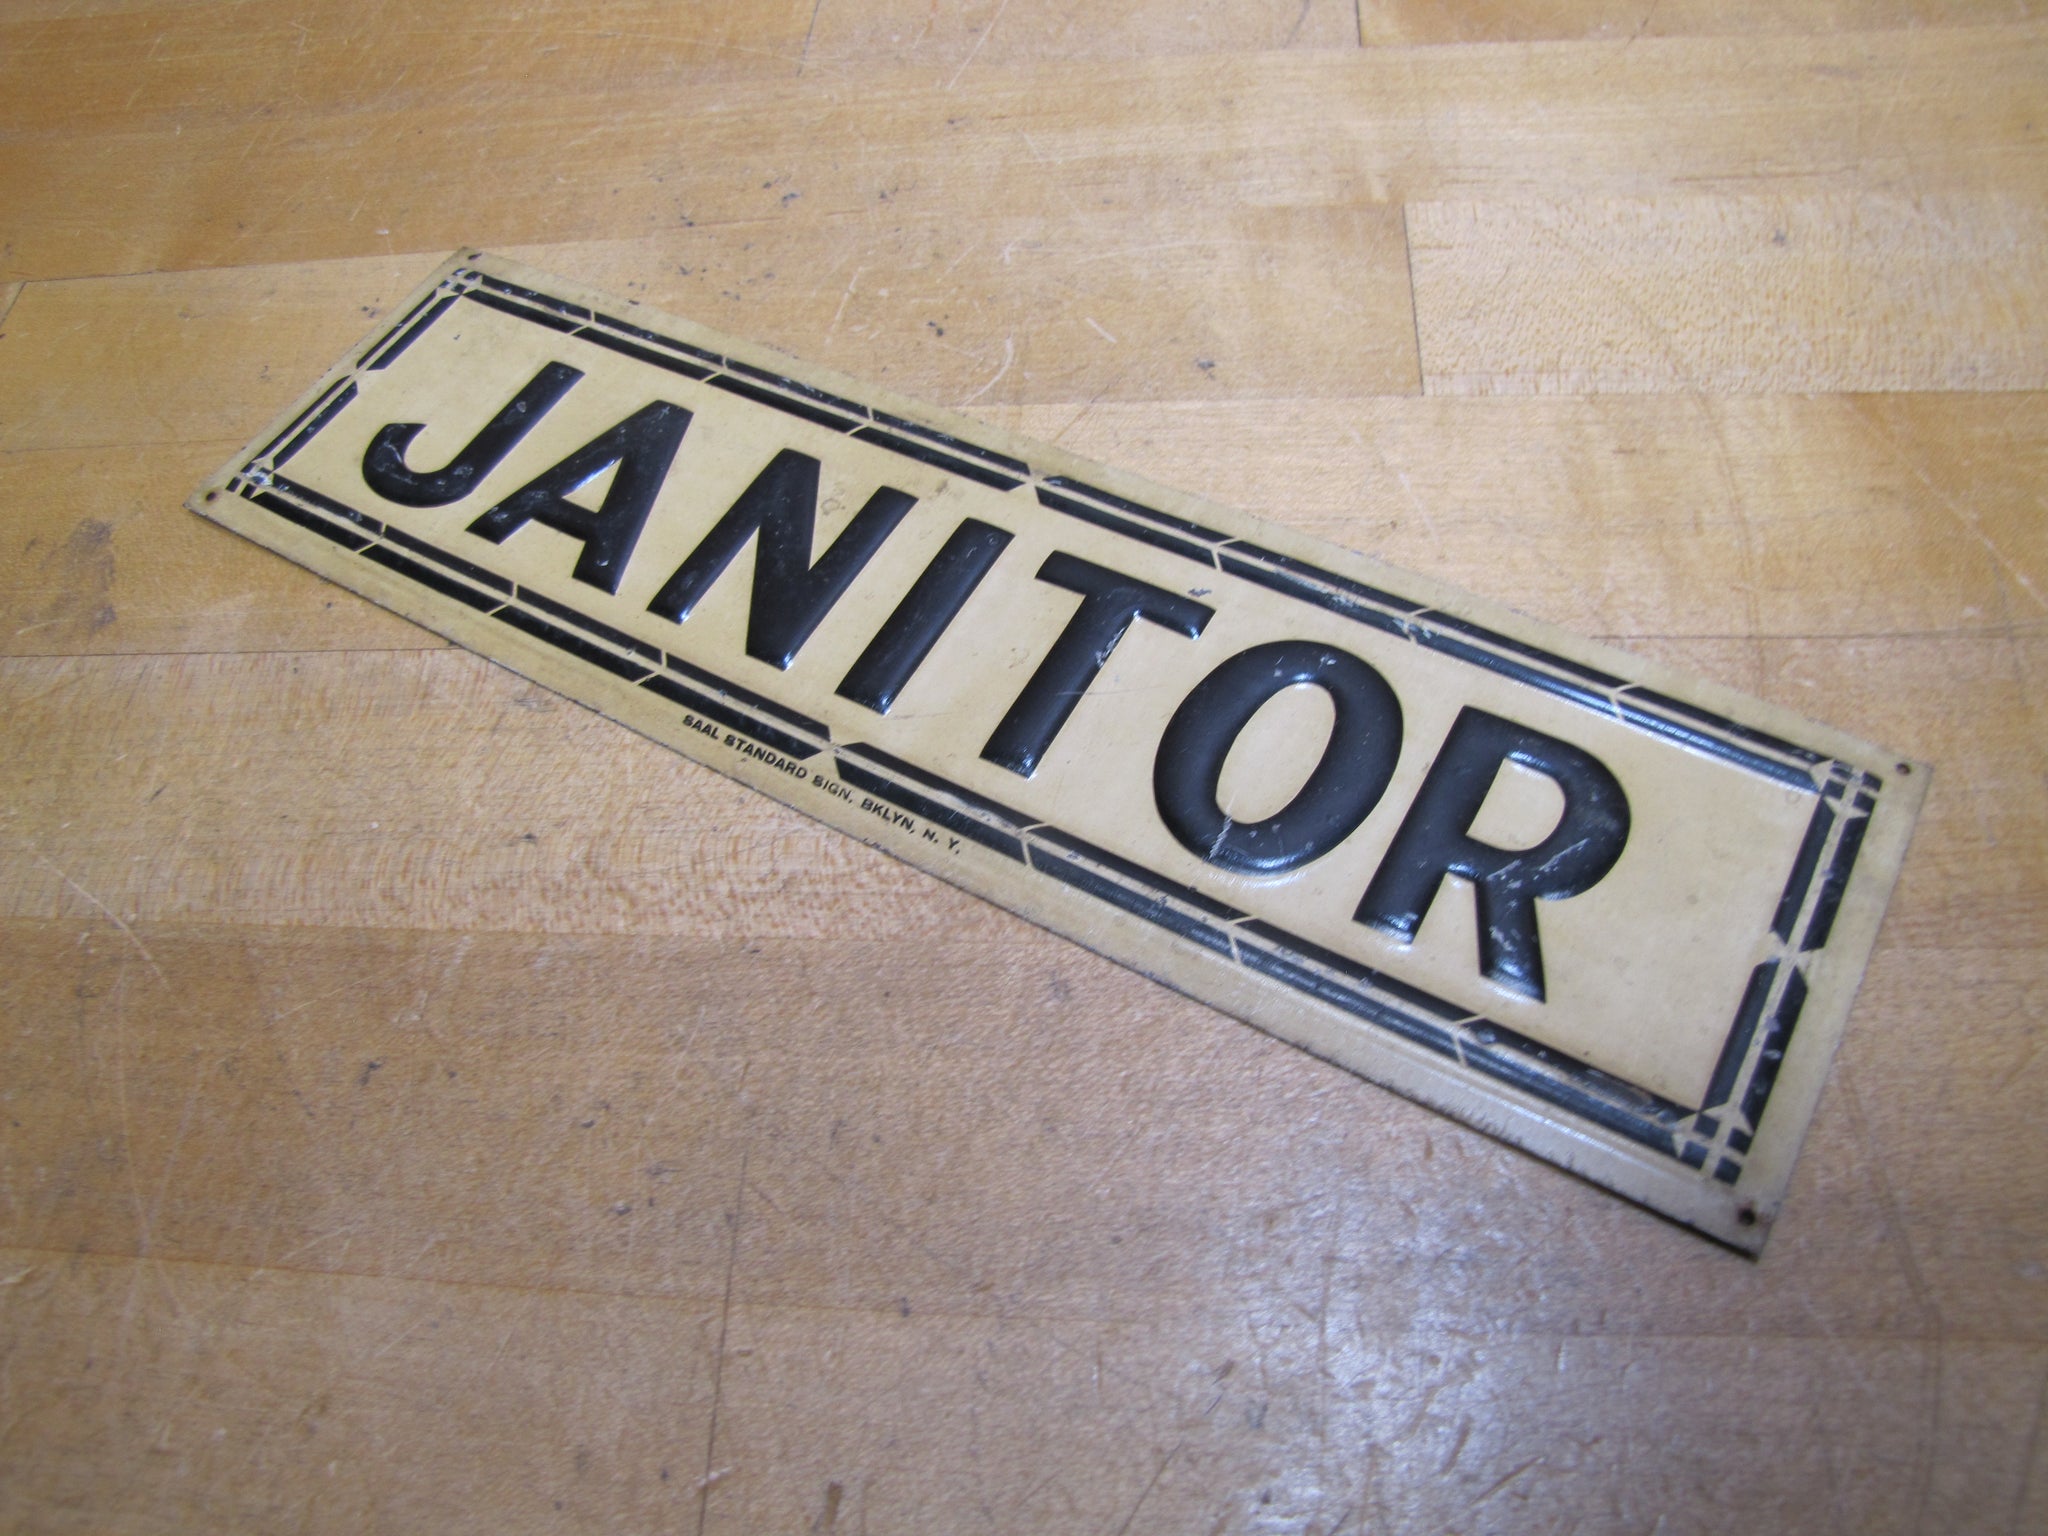 JANITOR
SAAL STANDARD SIGN, BKLYN, N. Y.